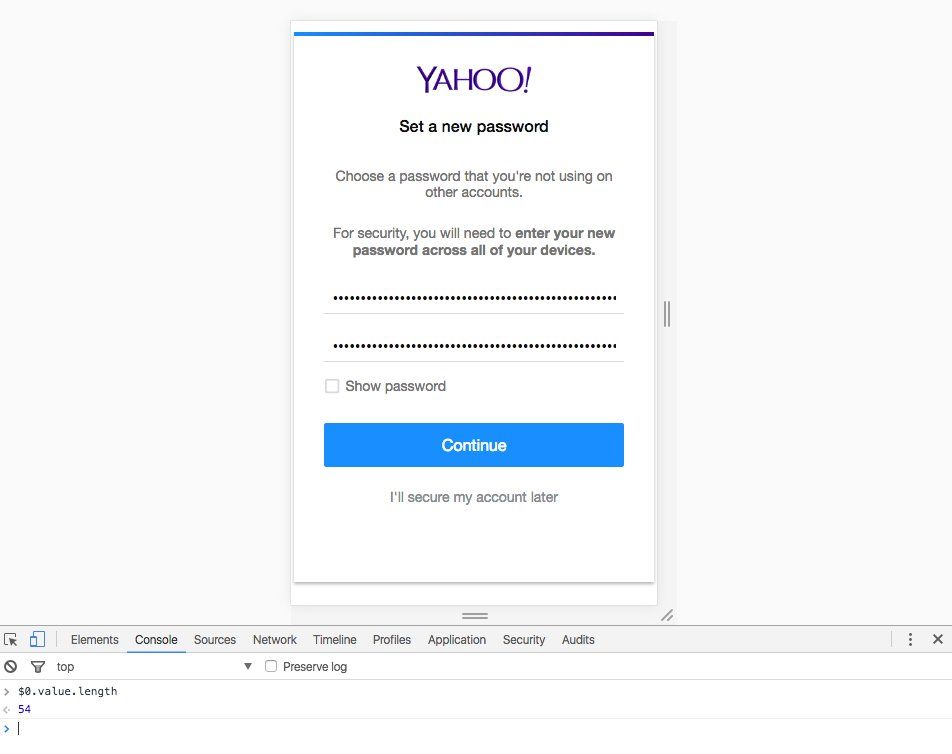 YAHOO!
Set a new password
Choose a password that you're not using on
other accounts.
For security, you will need to enter your new
password across all of your devices.
Show password
Continue
I'll secure my account later
Elements Console Sources Network Timeline Profiles Application Security Audits
top Preserve log
$0.value.length
54